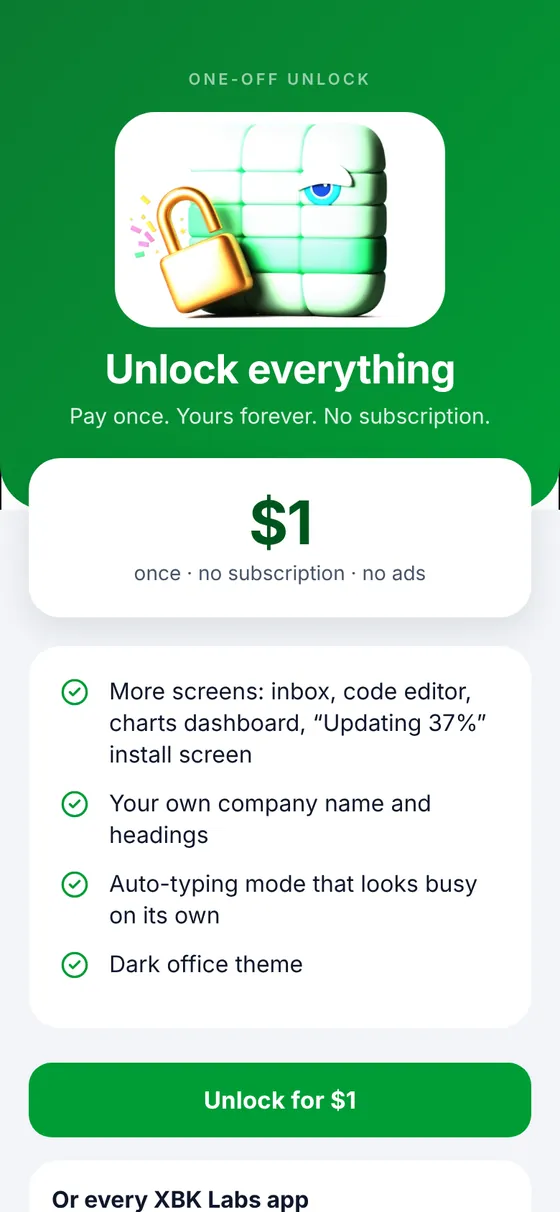 ONE-OFF UNLOCK
Unlock everything
Pay once. Yours forever. No subscription.
$1
once · no subscription · no ads
More screens: inbox, code editor,
charts dashboard, “Updating 37%”
install screen
Your own company name and
headings
Auto-typing mode that looks busy
on its own
Dark office theme
Unlock for $1
Or every XBK Labs app